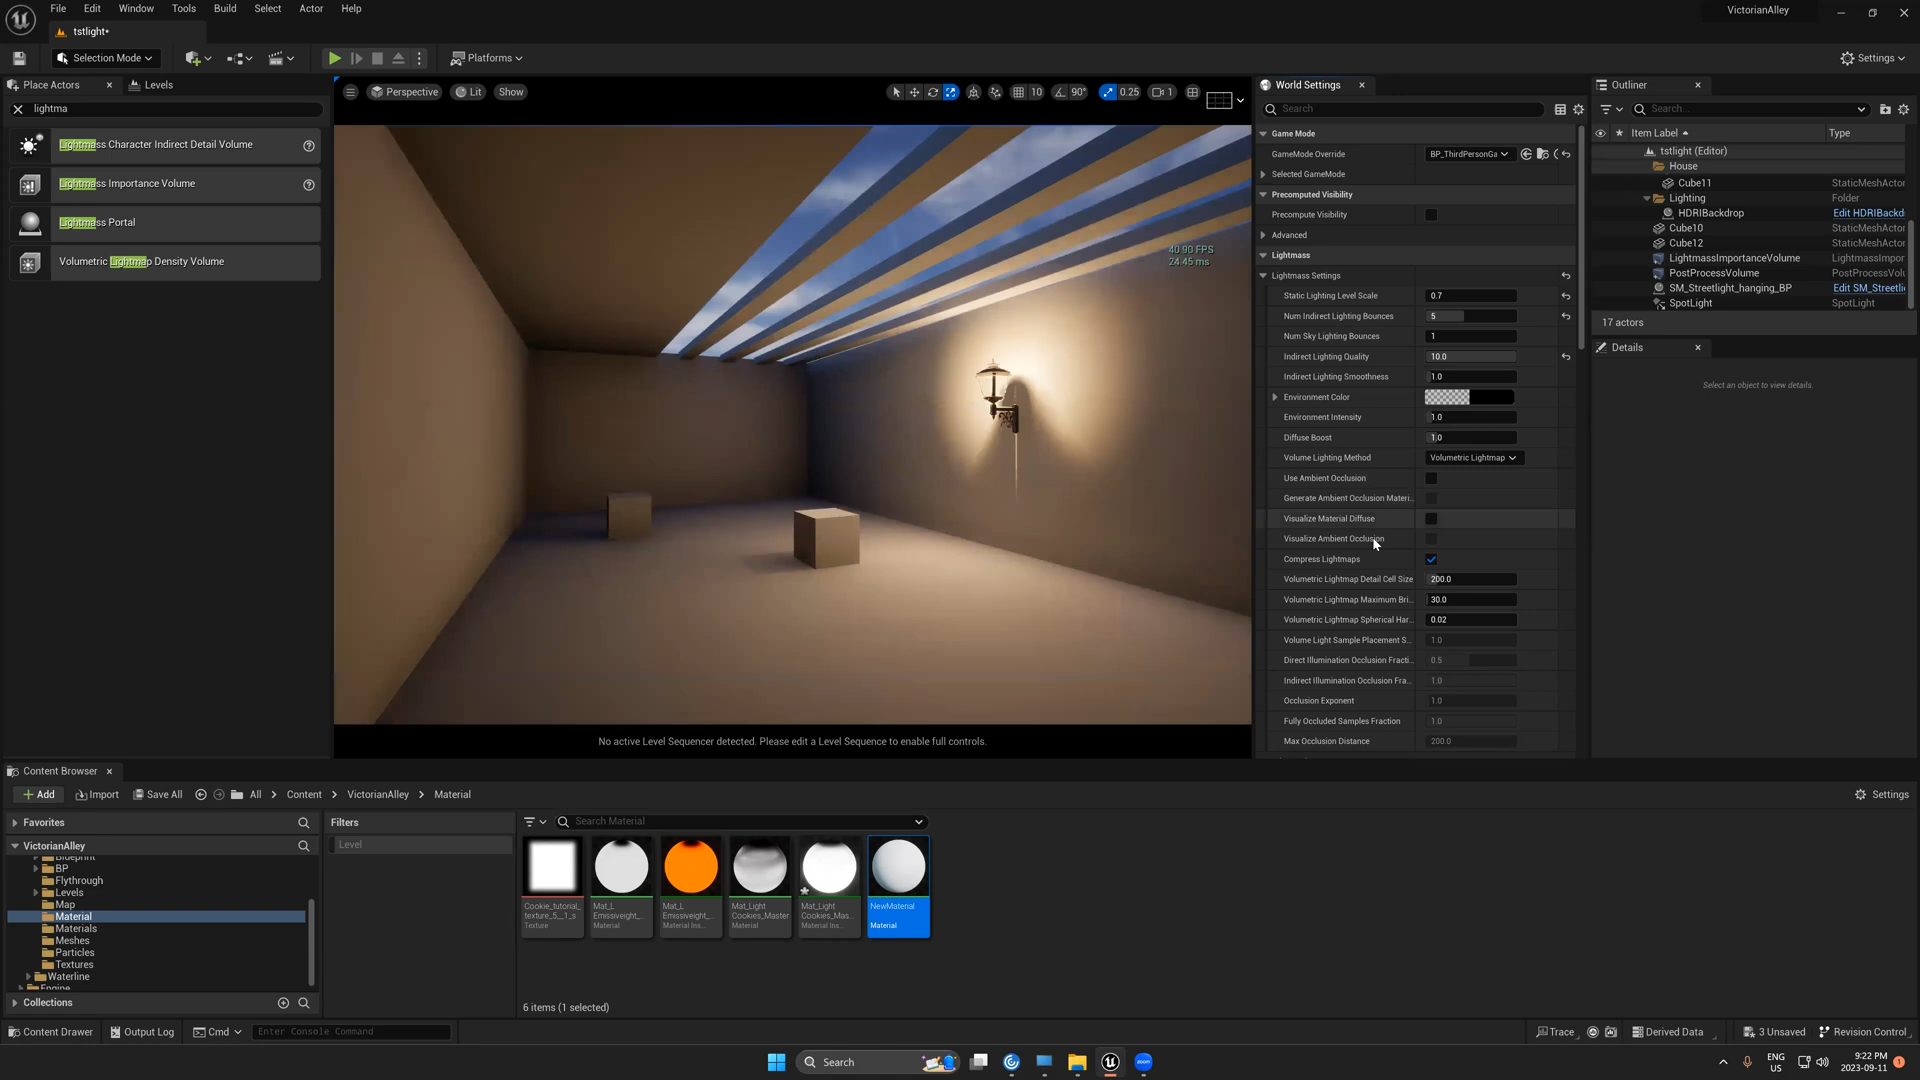 File Edit Window Tools Build Select Actor Help
VictorianAlley
tstlight•
Selection Mode
Platforms
Settings
Place Actors
Levels
lightma
Lightmass Character Indirect Detail Volume
Lightmass Importance Volume
Lightmass Portal
Volumetric Lightmap Density Volume
Perspective
Lit
Show
10
90°
0.25
1
40.90 FPS
24.45 ms
No active Level Sequencer detected. Please edit a Level Sequence to enable full controls.
World Settings
Search
Game Mode
GameMode Override BP_ThirdPersonGa
Selected GameMode
Precomputed Visibility
Precompute Visibility
Advanced
Lightmass
Lightmass Settings
Static Lighting Level Scale 0.7
Num Indirect Lighting Bounces 5
Num Sky Lighting Bounces 1
Indirect Lighting Quality 10.0
Indirect Lighting Smoothness 1.0
Environment Color
Environment Intensity 1.0
Diffuse Boost 1.0
Volume Lighting Method Volumetric Lightmap
Use Ambient Occlusion
Generate Ambient Occlusion Materi...
Visualize Material Diffuse
Visualize Ambient Occlusion
Compress Lightmaps
Volumetric Lightmap Detail Cell Size 200.0
Volumetric Lightmap Maximum Bri... 30.0
Volumetric Lightmap Spherical Har... 0.02
Volume Light Sample Placement S... 1.0
Direct Illumination Occlusion Fracti... 0.5
Indirect Illumination Occlusion Fra... 1.0
Occlusion Exponent 1.0
Fully Occluded Samples Fraction 1.0
Max Occlusion Distance 200.0
Outliner
Search...
Item Label Type
tstlight (Editor)
House
Cube11 StaticMeshActor
Lighting Folder
HDRIBackdrop Edit HDRIBackd
Cube10 StaticMeshActor
Cube12 StaticMeshActor
LightmassImportanceVolume LightmassImpor
PostProcessVolume PostProcessVolu
SM_Streetlight_hanging_BP Edit SM_Streetli
SpotLight SpotLight
17 actors
Details
Select an object to view details.
Content Browser
Add
Import
Save All
All
Content
VictorianAlley
Material
Settings
Favorites
VictorianAlley
Blueprint
BP
Flythrough
Levels
Map
Material
Materials
Meshes
Particles
Textures
Waterline
Engine
Collections
Filters
Level
Search Material
Cookie_tutorial_
texture_5__1_s
Texture
Mat_L
Emissiveight_...
Material
Mat_L
Emissiveight_...
Material Ins...
Mat_Light
Cookies_Master
Material
Mat_Light
Cookies_Mas...
Material Ins...
NewMaterial
Material
6 items (1 selected)
Content Drawer
Output Log
Cmd
Enter Console Command
Trace
Derived Data
3 Unsaved
Revision Control
Search
zoom
ENG
US
9:22 PM
2023-09-11
1